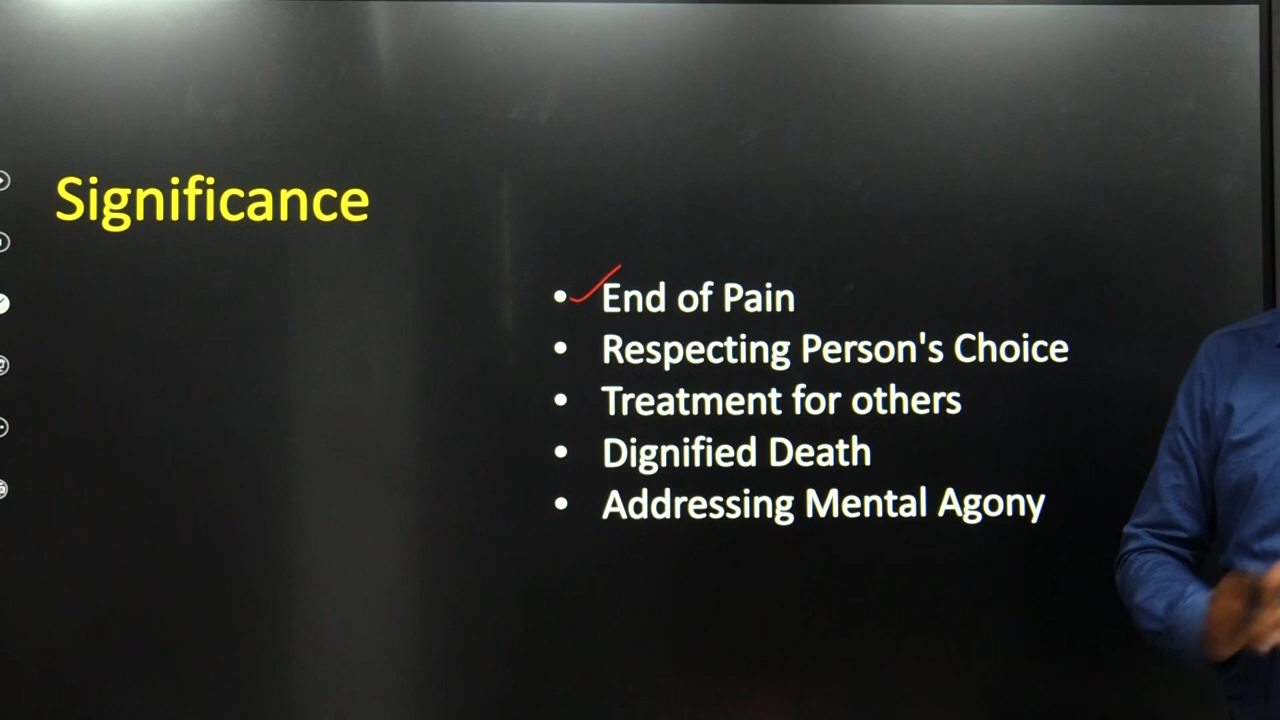 Significance
• End of Pain
• Respecting Person's Choice
• Treatment for others
• Dignified Death
• Addressing Mental Agony